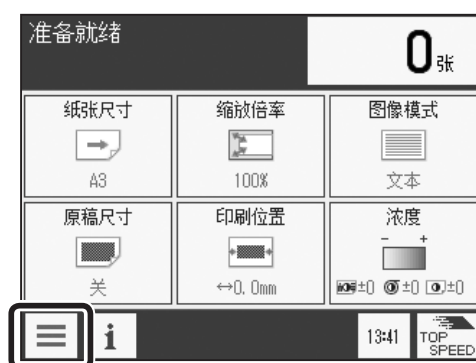 准备就绪
0张
纸张尺寸 缩放倍率 图像模式
A3 100% 文本
原稿尺寸 印刷位置 浓度
- +
关 ↔0.0mm ±0 ±0 ±0
i 13:41 TOP SPEED